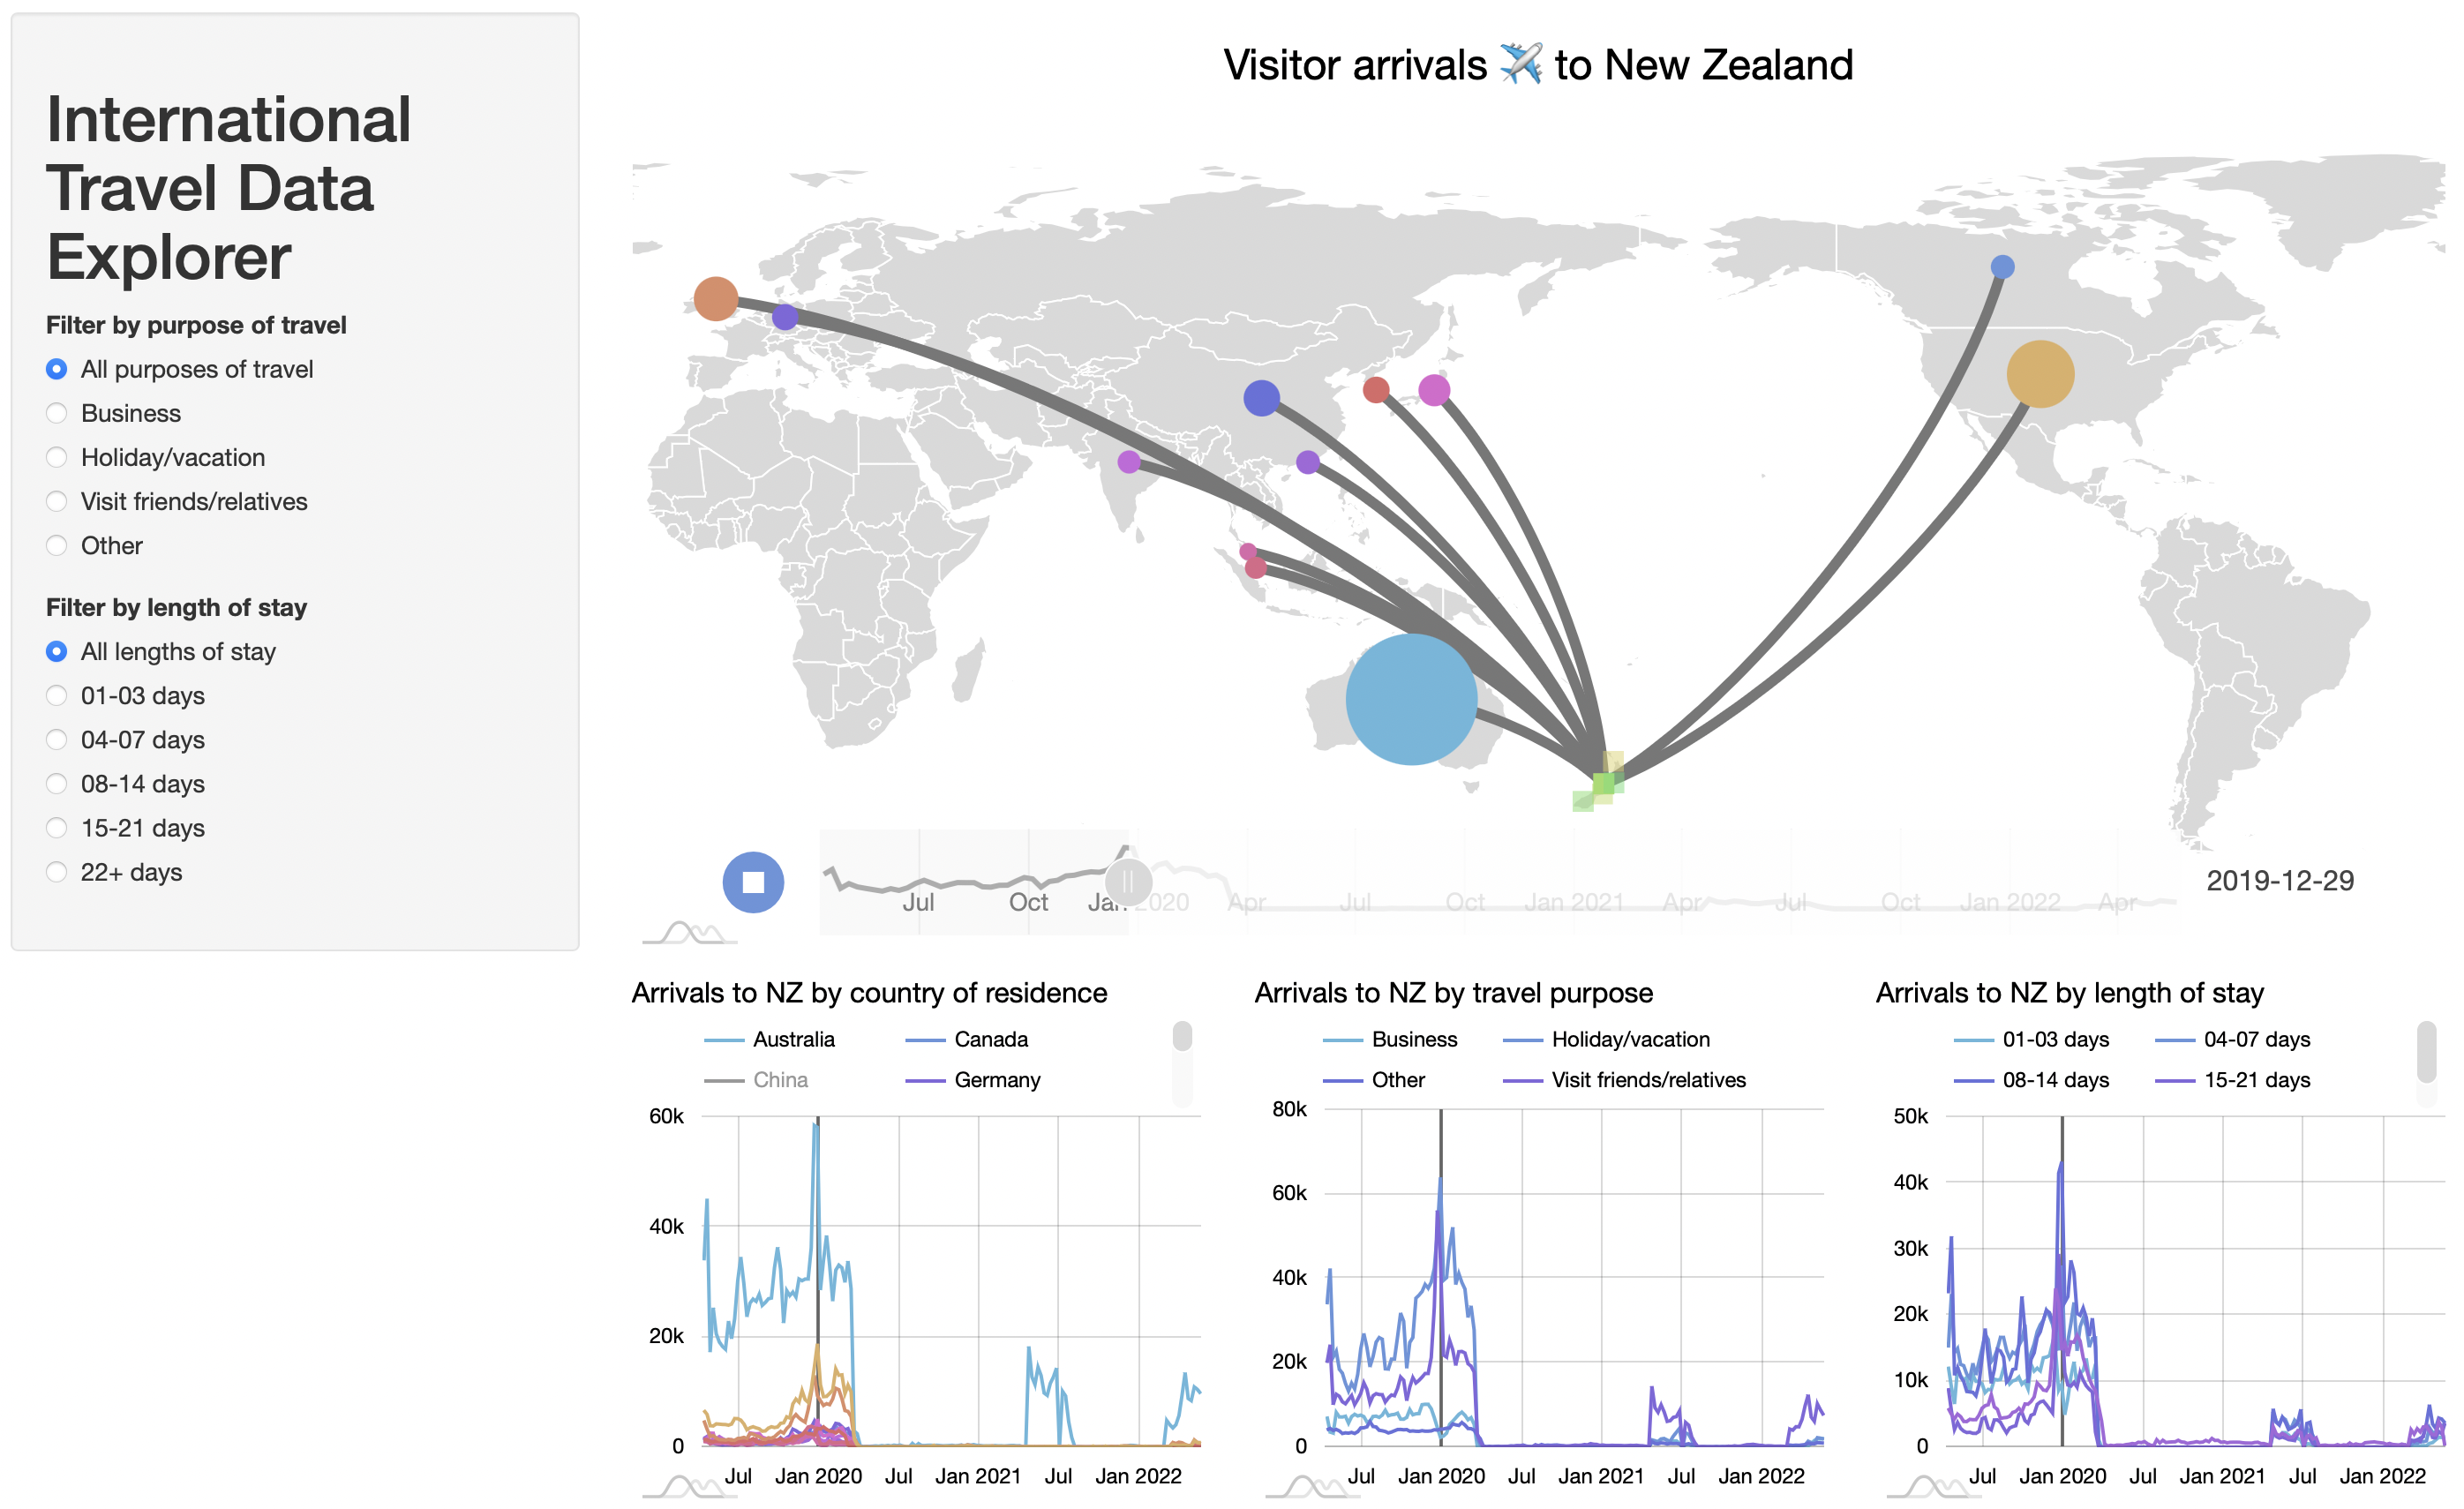 International
Travel Data
Explorer
Filter by purpose of travel
All purposes of travel
Business
Holiday/vacation
Visit friends/relatives
Other
Filter by length of stay
All lengths of stay
01-03 days
04-07 days
08-14 days
15-21 days
22+ days
Visitor arrivals ✈️ to New Zealand
Jul Oct Jan 2020 Apr Jul Oct Jan 2021 Apr Jul Oct Jan 2022 Apr
2019-12-29
Arrivals to NZ by country of residence
Australia Canada
China Germany
60k
40k
20k
0
Jul Jan 2020 Jul Jan 2021 Jul Jan 2022
Arrivals to NZ by travel purpose
Business Holiday/vacation
Other Visit friends/relatives
80k
60k
40k
20k
0
Jul Jan 2020 Jul Jan 2021 Jul Jan 2022
Arrivals to NZ by length of stay
01-03 days 04-07 days
08-14 days 15-21 days
50k
40k
30k
20k
10k
0
Jul Jan 2020 Jul Jan 2021 Jul Jan 2022